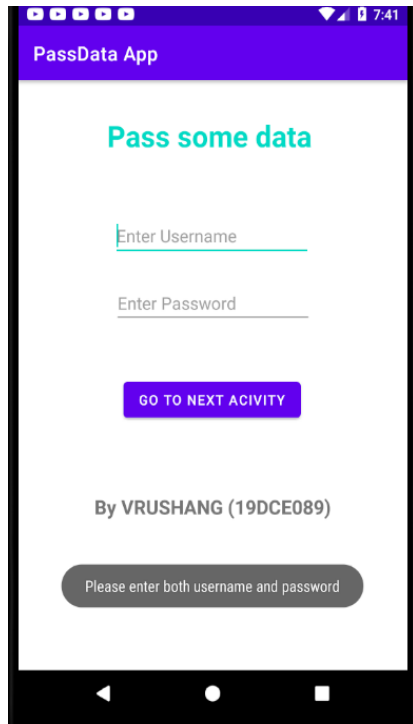 7:41
PassData App
Pass some data
Enter Username
Enter Password
GO TO NEXT ACIVITY
By VRUSHANG (19DCE089)
Please enter both username and password